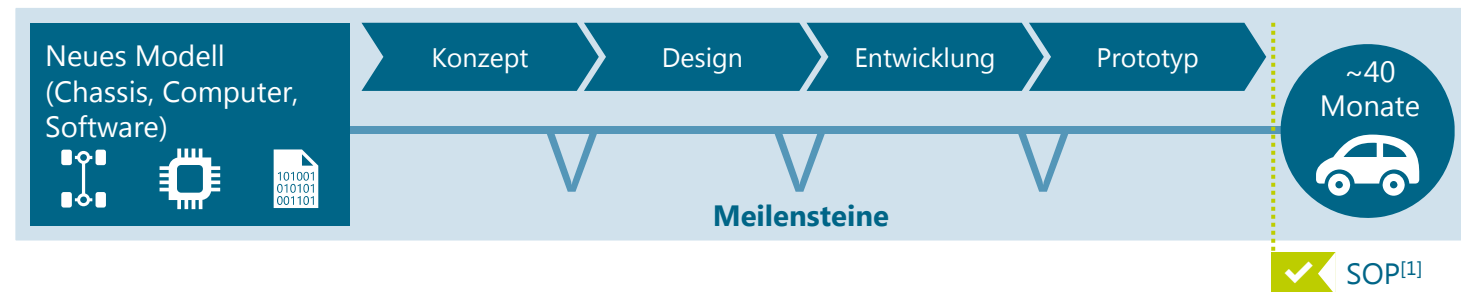 Neues Modell
(Chassis, Computer,
Software)
101001
010101
001101
Konzept
Design
Entwicklung
Prototyp
~40
Monate
Meilensteine
SOP[1]